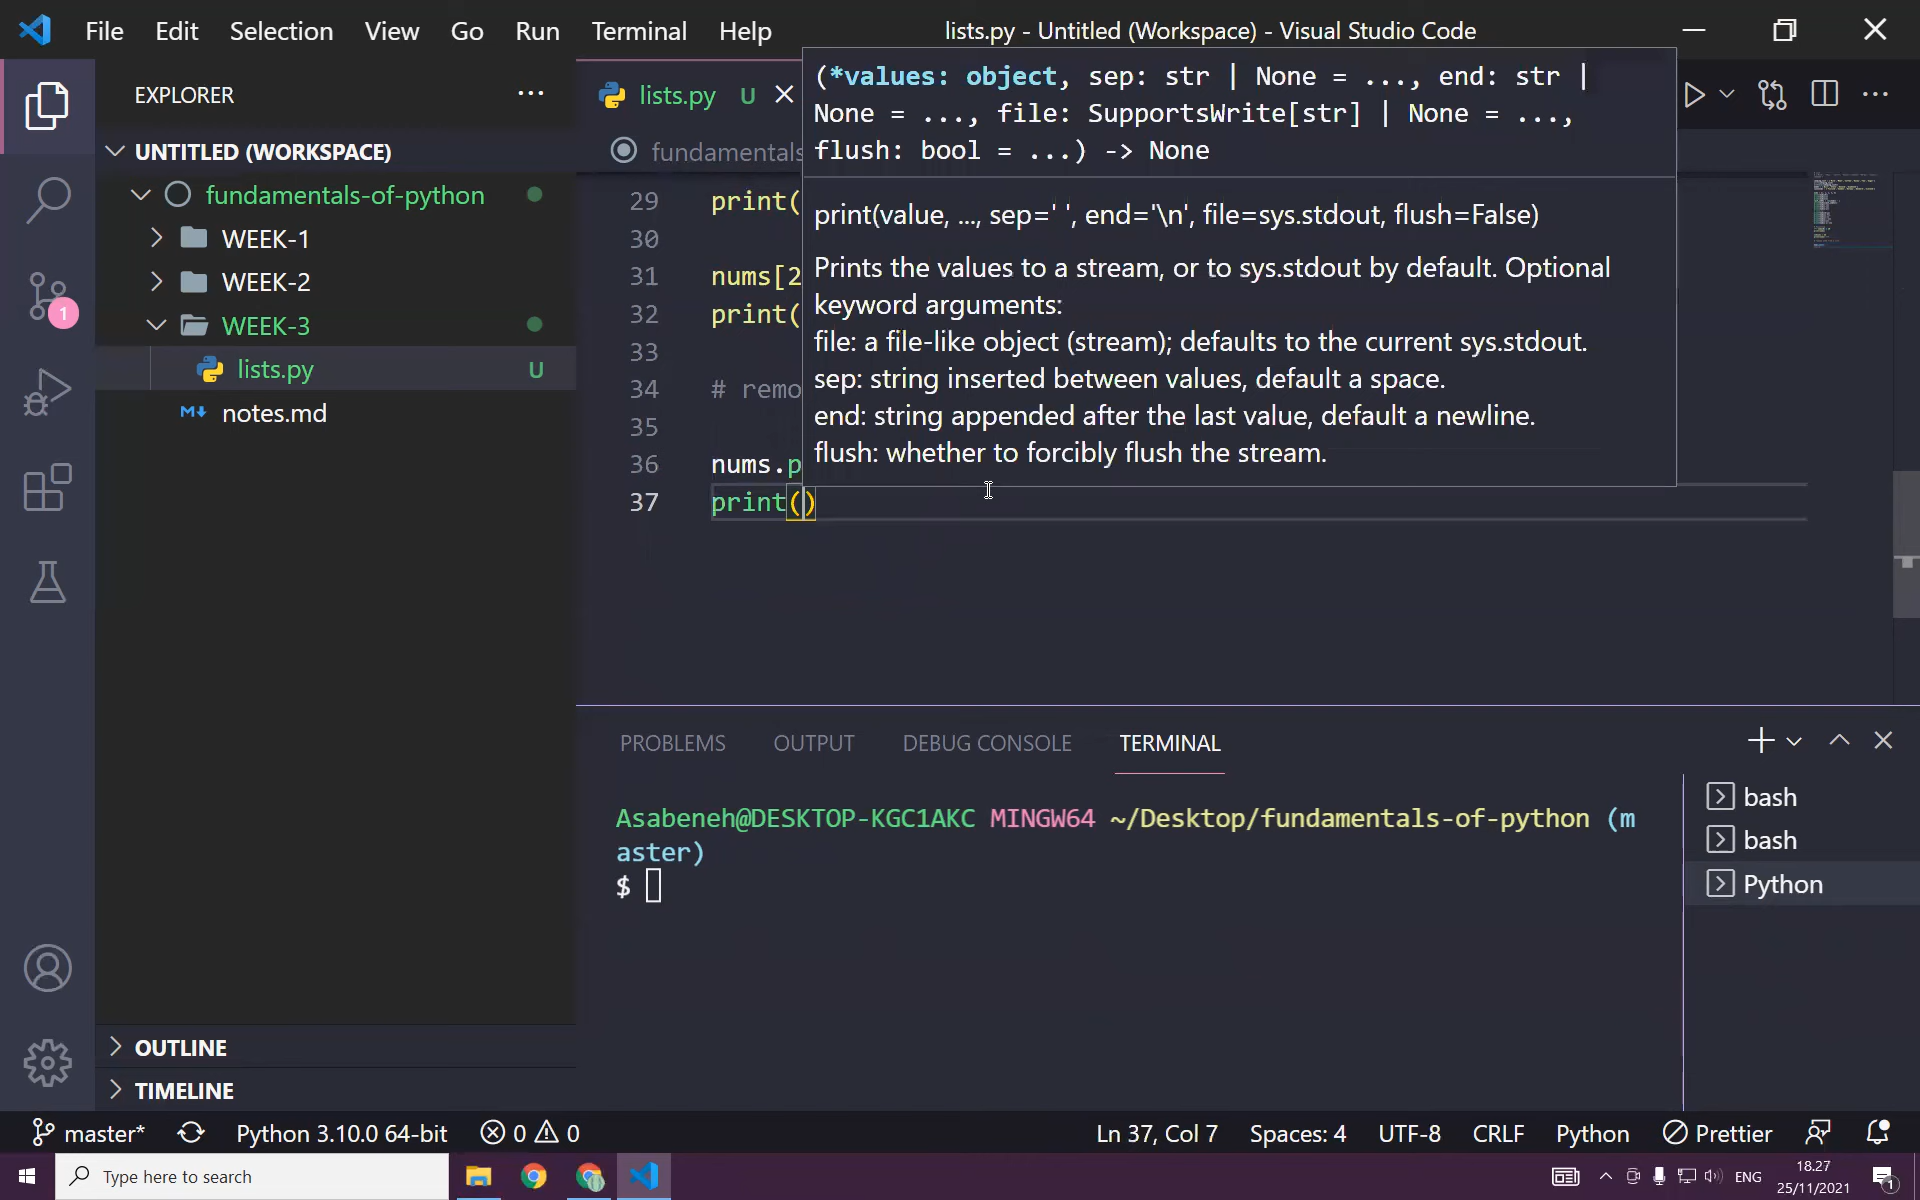 File Edit Selection View Go Run Terminal Help lists.py - Untitled (Workspace) - Visual Studio Code
EXPLORER ...
UNTITLED (WORKSPACE)
fundamentals-of-python
WEEK-1
WEEK-2
WEEK-3
lists.py U
notes.md
OUTLINE
TIMELINE
lists.py U
fundamentals
29 print(
30
31 nums[2
32 print(
33
34 # remo
35
36 nums.p
37 print()
(*values: object, sep: str | None = ..., end: str |
None = ..., file: SupportsWrite[str] | None = ...,
flush: bool = ...) -> None
print(value, ..., sep=' ', end='\n', file=sys.stdout, flush=False)
Prints the values to a stream, or to sys.stdout by default. Optional
keyword arguments:
file: a file-like object (stream); defaults to the current sys.stdout.
sep: string inserted between values, default a space.
end: string appended after the last value, default a newline.
flush: whether to forcibly flush the stream.
PROBLEMS OUTPUT DEBUG CONSOLE TERMINAL
Asabeneh@DESKTOP-KGC1AKC MINGW64 ~/Desktop/fundamentals-of-python (m
aster)
$
bash
bash
Python
1
master* Python 3.10.0 64-bit 0 0 Ln 37, Col 7 Spaces: 4 UTF-8 CRLF Python Prettier
Type here to search ENG 18.27
25/11/2021
1